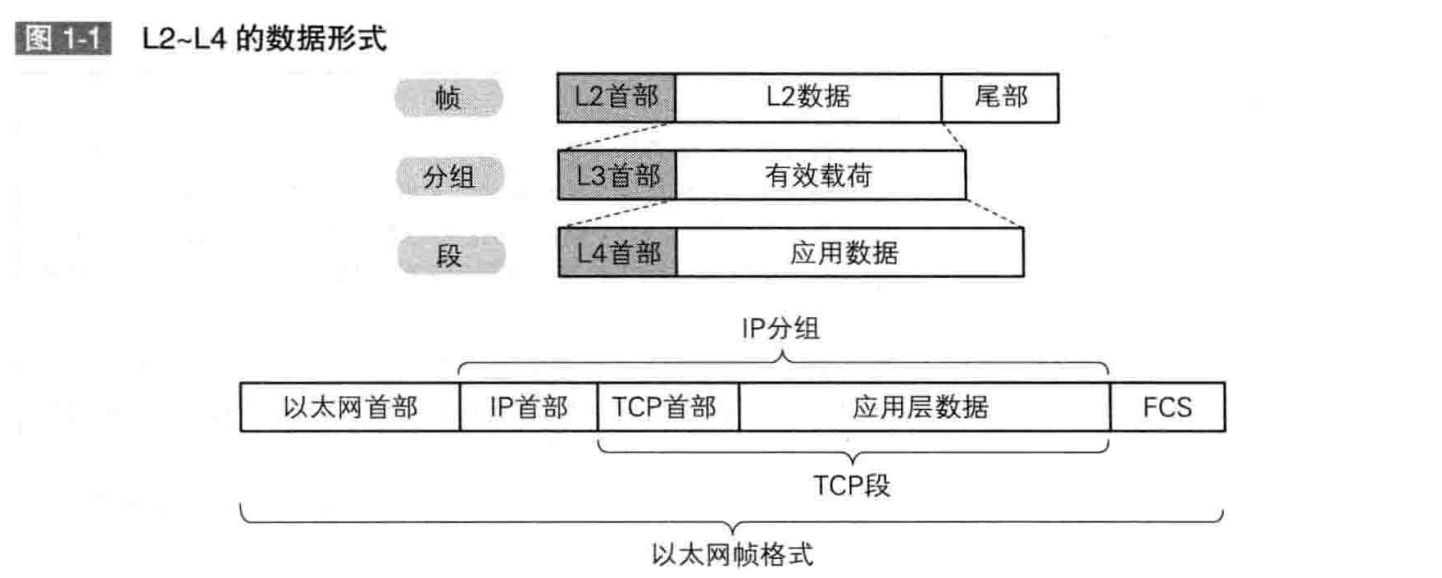 图 1-1 L2~L4 的数据形式
帧 L2首部 L2数据 尾部
分组 L3首部 有效载荷
段 L4首部 应用数据
IP分组
以太网首部 IP首部 TCP首部 应用层数据 FCS
TCP段
以太网帧格式